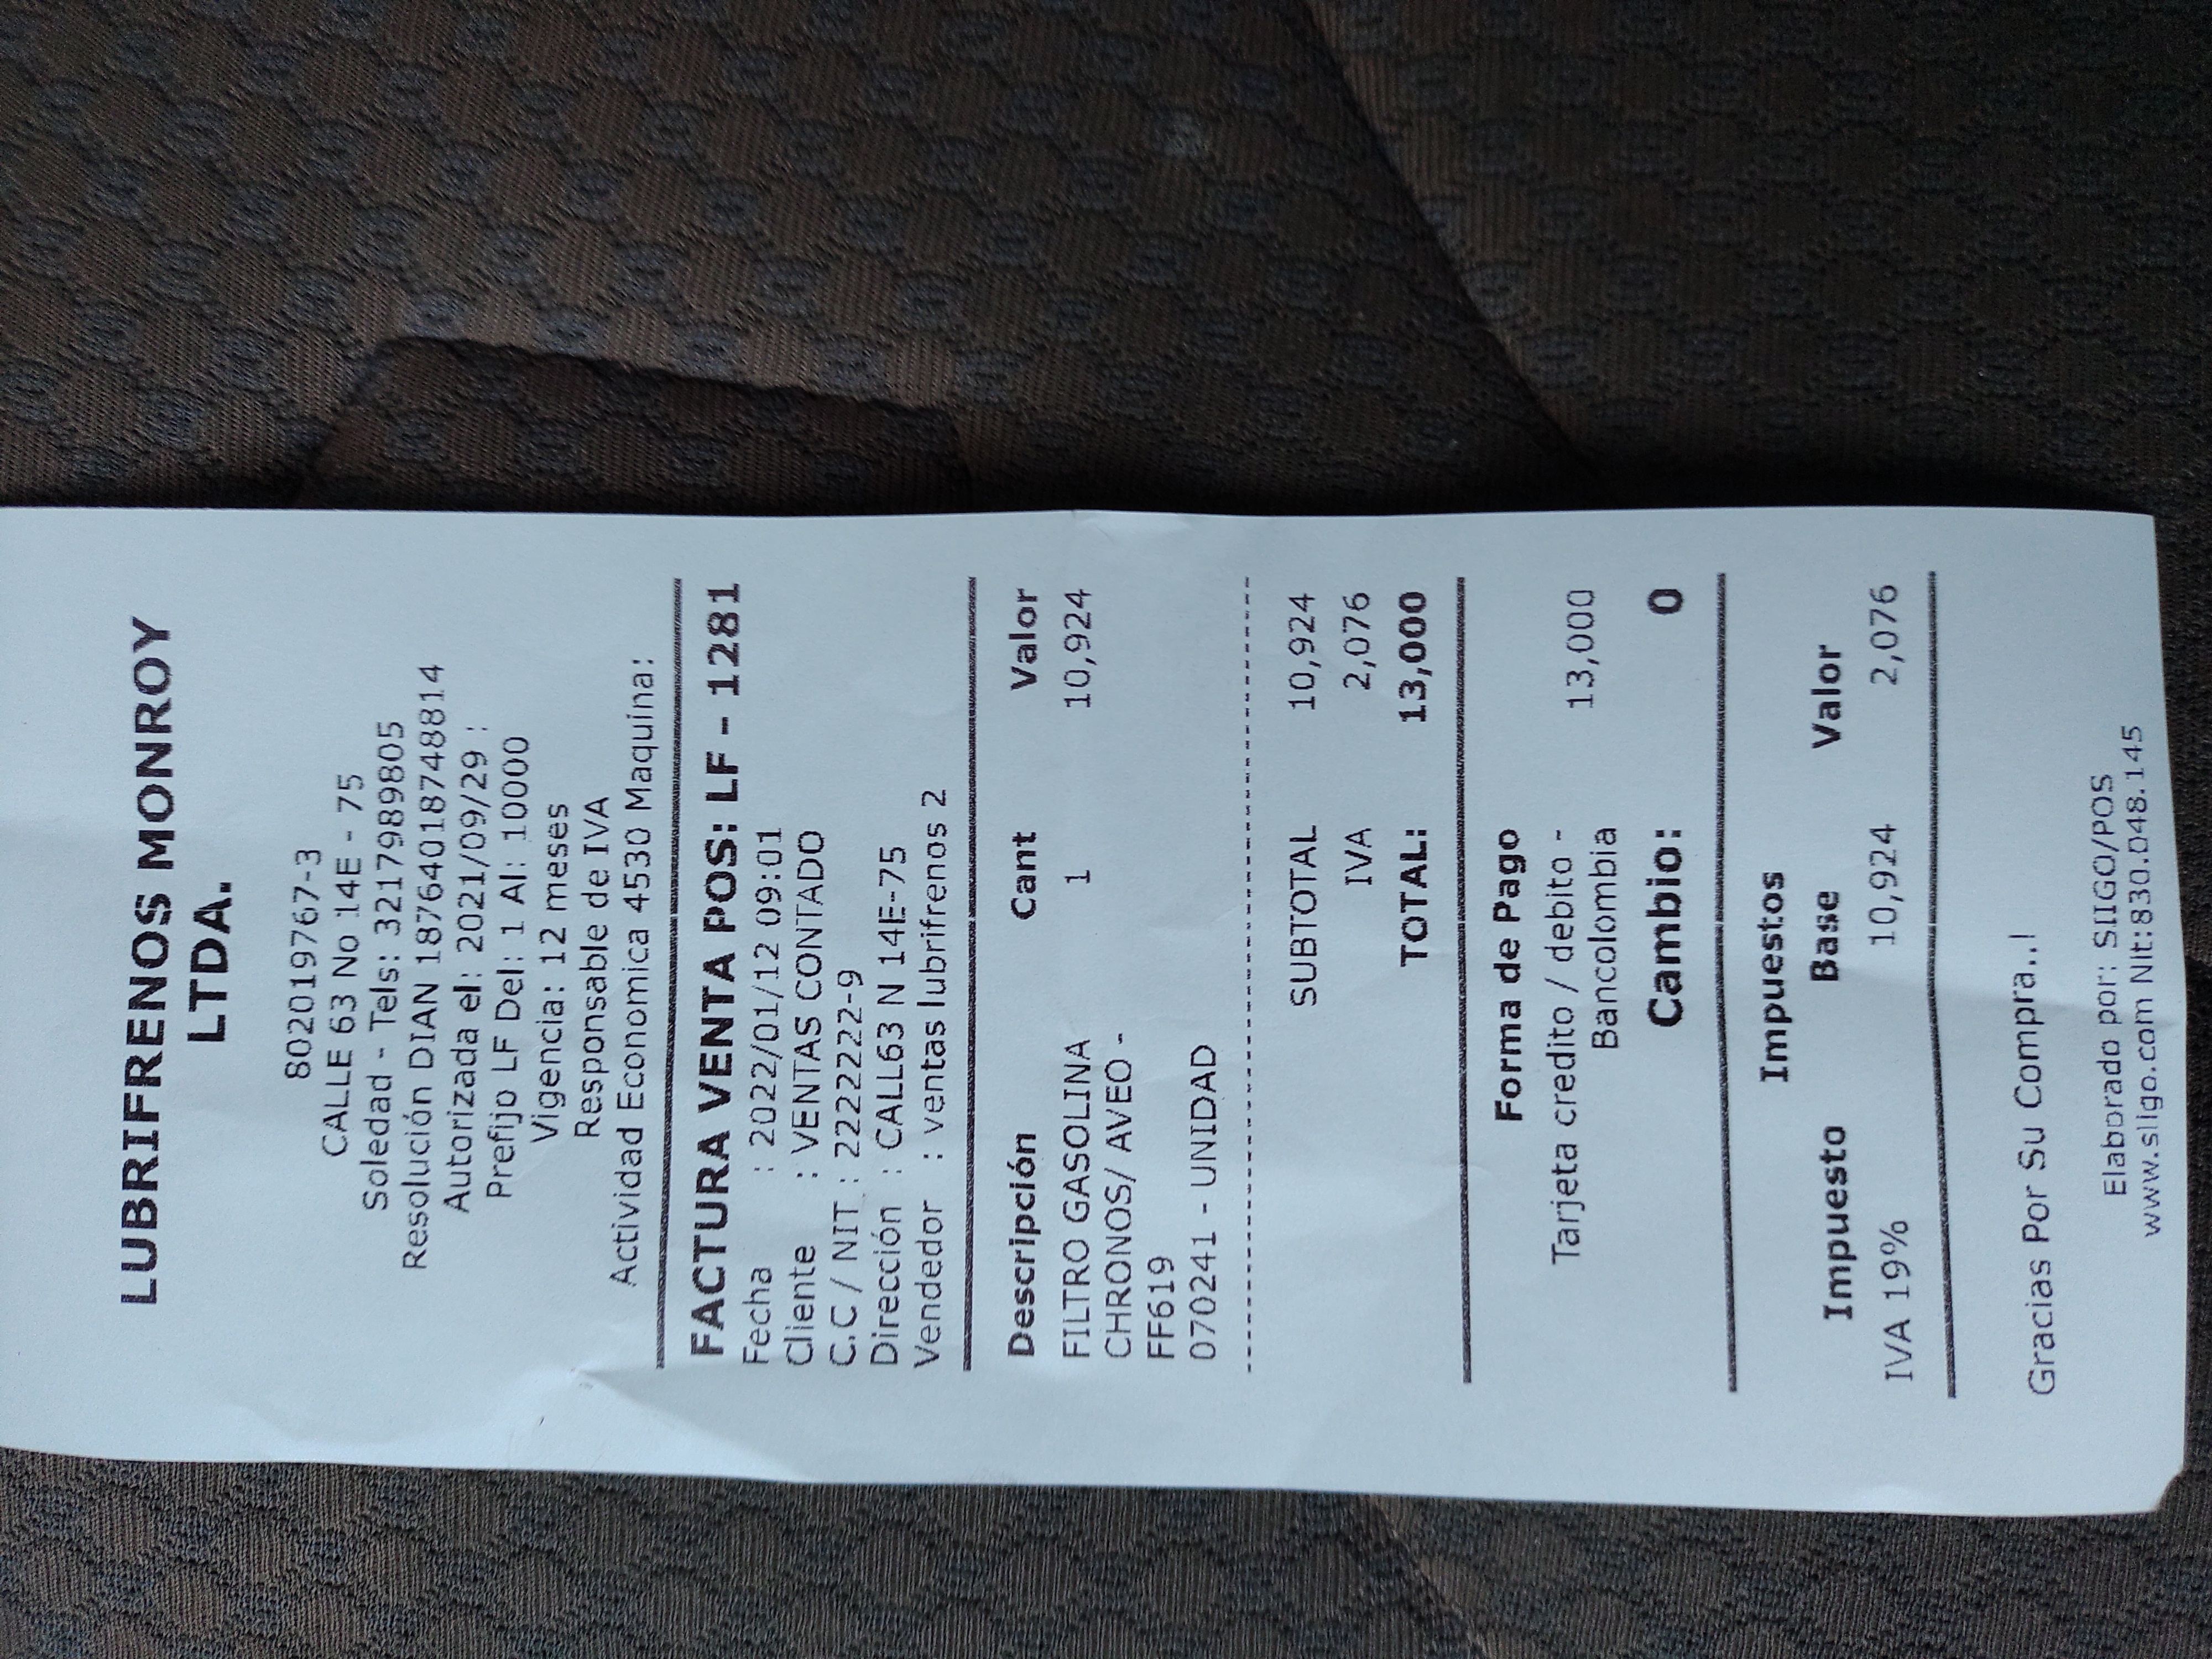 LUBRIFRENOS MONROY
LTDA.
802019767-3
CALLE 63 No 14E - 75
Soledad - Tels: 3217989805
Resolución DIAN 18764018748814
Autorizada el: 2021/09/29 :
Prefijo LF Del: 1 Al: 10000
Vigencia: 12 meses
Responsable de IVA
Actividad Economica 4530 Maquina:
FACTURA VENTA POS: LF - 1281
Fecha : 2022/01/12 09:01
Cliente : VENTAS CONTADO
C.C / NIT : 2222222-9
Dirección : CALL63 N 14E-75
Vendedor : ventas lubrifrenos 2
Descripción Cant Valor
FILTRO GASOLINA 1 10,924
CHRONOS/ AVEO -
FF619
070241 - UNIDAD
SUBTOTAL 10,924
IVA 2,076
TOTAL: 13,000
Forma de Pago
Tarjeta credito / debito - 13,000
Bancolombia
Cambio: 0
Impuestos
Impuesto Base Valor
IVA 19% 10,924 2,076
Gracias Por Su Compra..!
Elaborado por: SIIGO/POS
www.siigo.com Nit:830.048.145